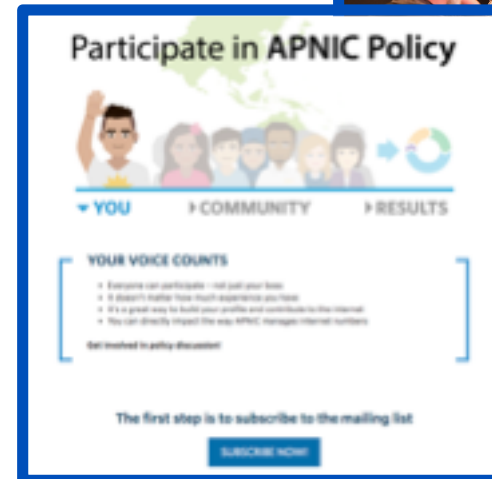 Participate in APNIC Policy
YOU
COMMUNITY
RESULTS
YOUR VOICE COUNTS
Everyone can participate – not just your boss
It doesn't matter how much experience you have
It's a great way to build your profile and contribute to the internet
You can directly impact the way APNIC manages internet numbers
Get involved in policy discussion!
The first step is to subscribe to the mailing list
SUBSCRIBE NOW!